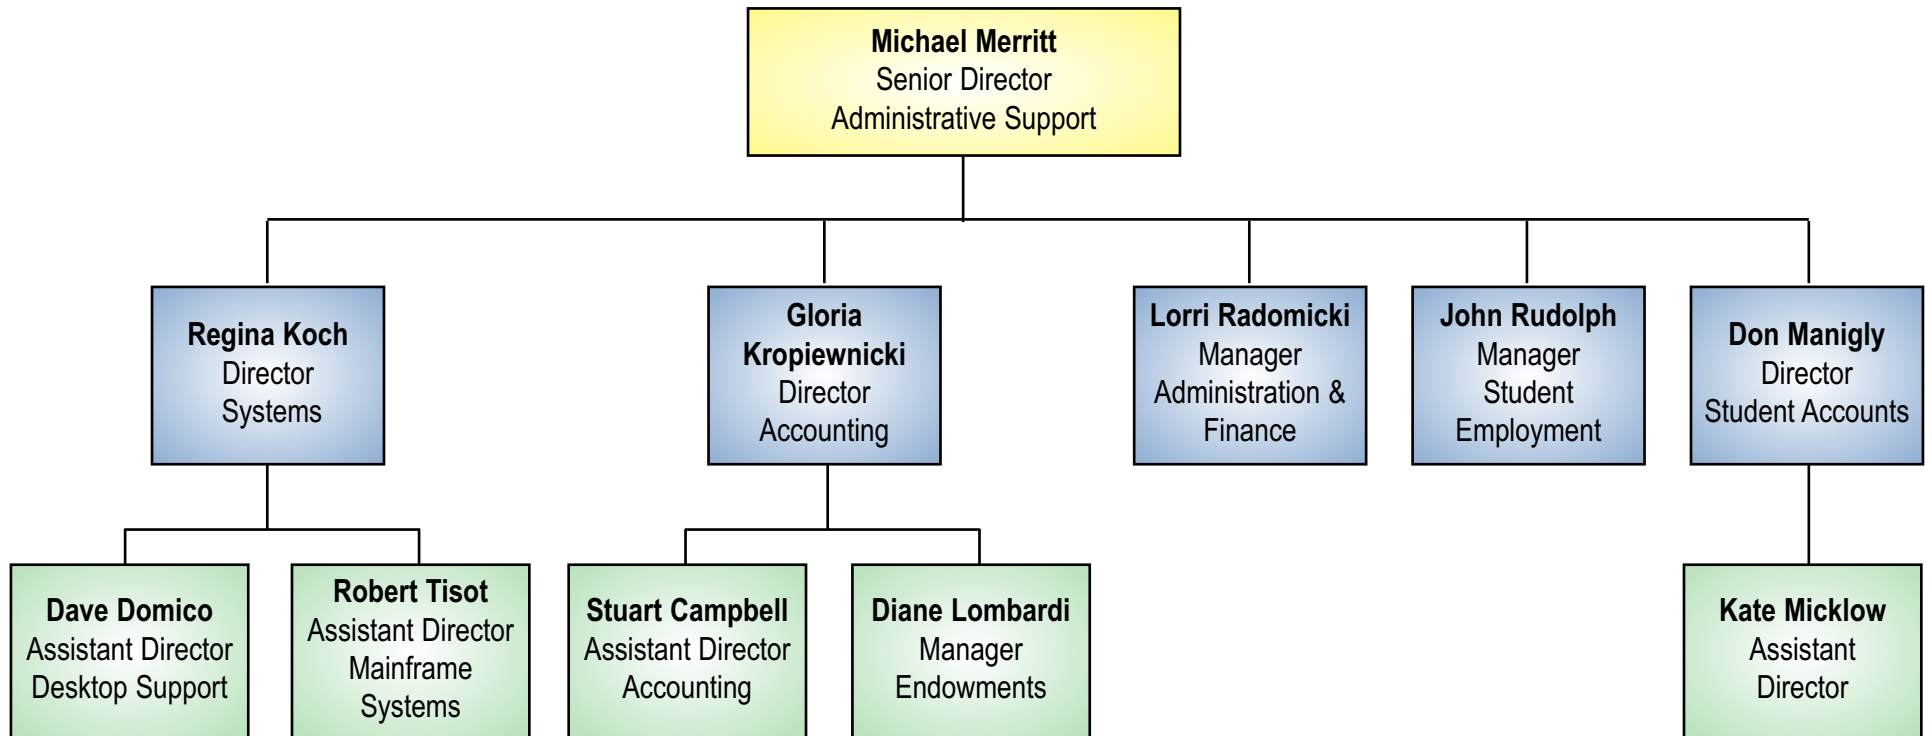 Michael Merritt
Senior Director
Administrative Support
Regina Koch
Director
Systems
Gloria
Kropiewnicki
Director
Accounting
Lorri Radomicki
Manager
Administration &
Finance
John Rudolph
Manager
Student
Employment
Don Manigly
Director
Student Accounts
Dave Domico
Assistant Director
Desktop Support
Robert Tisot
Assistant Director
Mainframe
Systems
Stuart Campbell
Assistant Director
Accounting
Diane Lombardi
Manager
Endowments
Kate Micklow
Assistant
Director